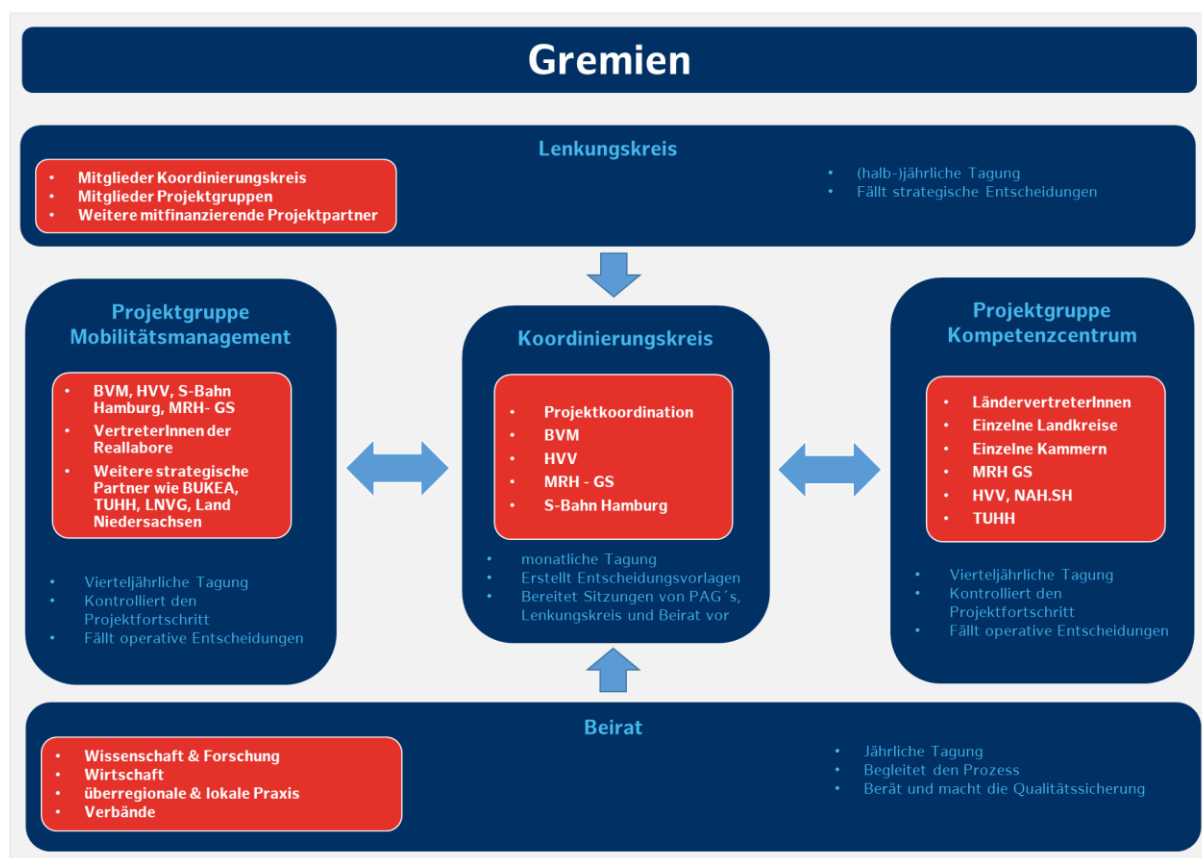 Gremien
Lenkungskreis
• Mitglieder Koordinierungskreis
• Mitglieder Projektgruppen
• Weitere mitfinanzierende Projektpartner
• (halb-)jährliche Tagung
• Fällt strategische Entscheidungen
Projektgruppe
Mobilitätsmanagement
• BVM, HVV, S-Bahn
Hamburg, MRH- GS
• VertreterInnen der
Reallabore
• Weitere strategische
Partner wie BUKEA,
TUHH, LNVG, Land
Niedersachsen
• Vierteljährliche Tagung
• Kontrolliert den
Projektfortschritt
• Fällt operative Entscheidungen
Koordinierungskreis
• Projektkoordination
• BVM
• HVV
• MRH - GS
• S-Bahn Hamburg
• monatliche Tagung
• Erstellt Entscheidungsvorlagen
• Bereitet Sitzungen von PAG´s,
Lenkungskreis und Beirat vor
Projektgruppe
Kompetenzcentrum
• LändervertreterInnen
• Einzelne Landkreise
• Einzelne Kammern
• MRH GS
• HVV, NAH.SH
• TUHH
• Vierteljährliche Tagung
• Kontrolliert den
Projektfortschritt
• Fällt operative Entscheidungen
Beirat
• Wissenschaft & Forschung
• Wirtschaft
• überregionale & lokale Praxis
• Verbände
• Jährliche Tagung
• Begleitet den Prozess
• Berät und macht die Qualitätssicherung